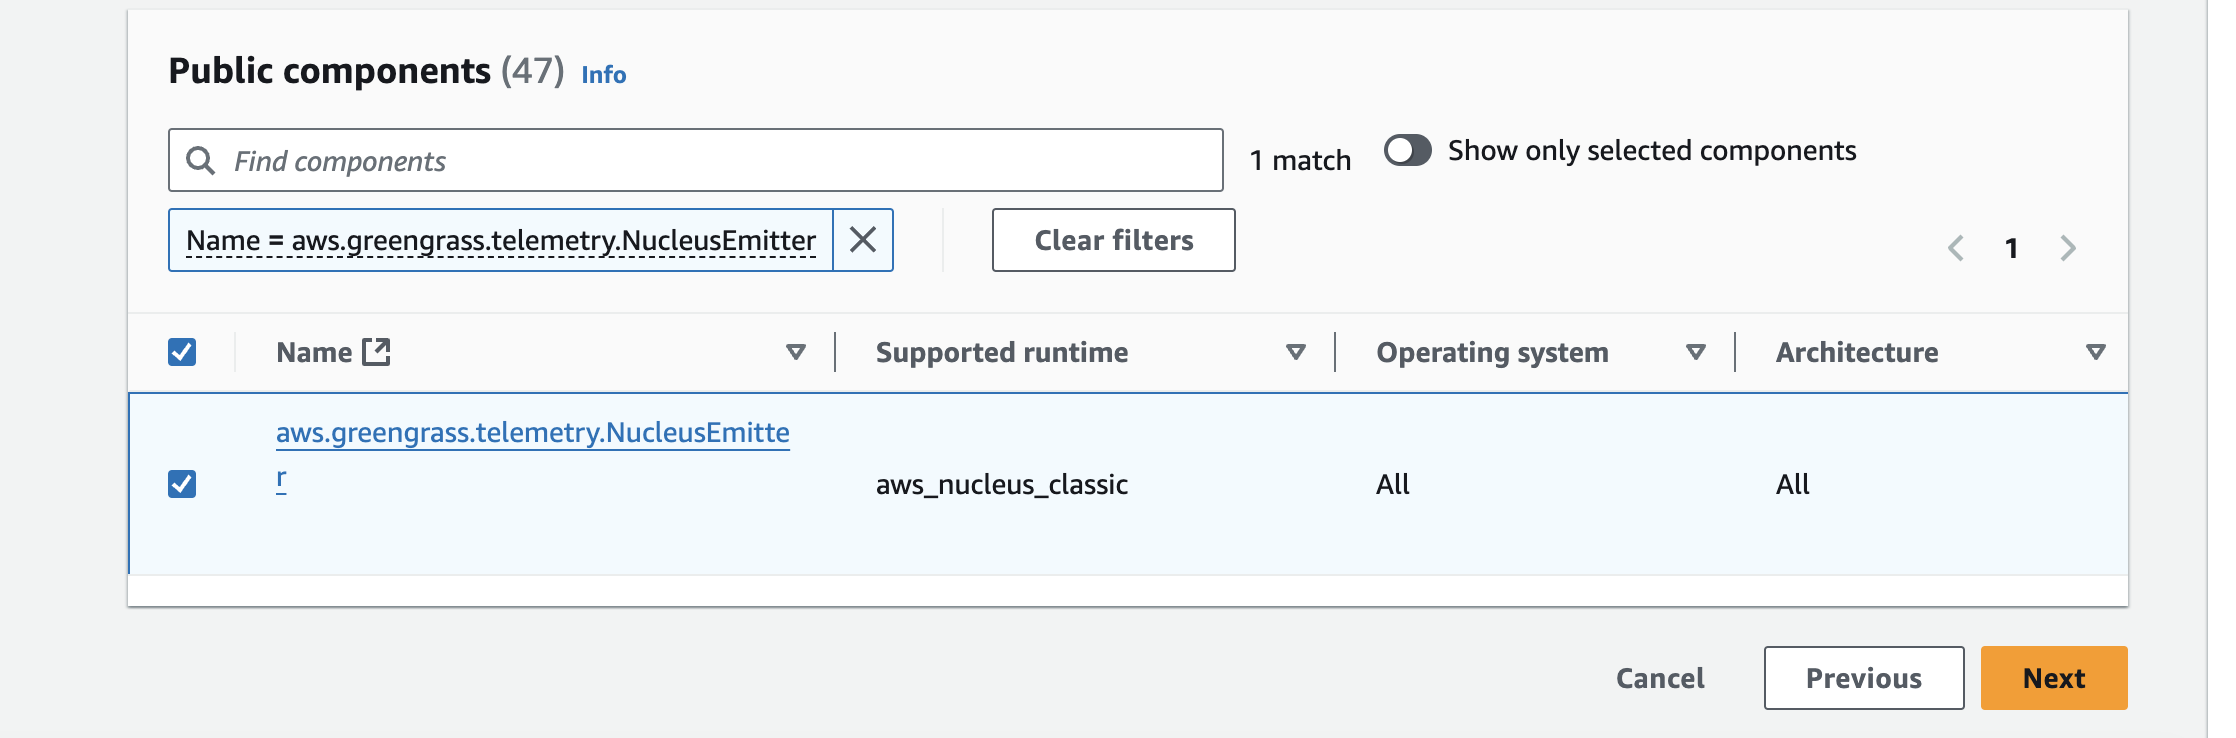 Public components (47) Info
Find components
1 match
Show only selected components
Name = aws.greengrass.telemetry.NucleusEmitter
Clear filters
1
Name Supported runtime Operating system Architecture
aws.greengrass.telemetry.NucleusEmitte
r
aws_nucleus_classic All All
Cancel Previous Next